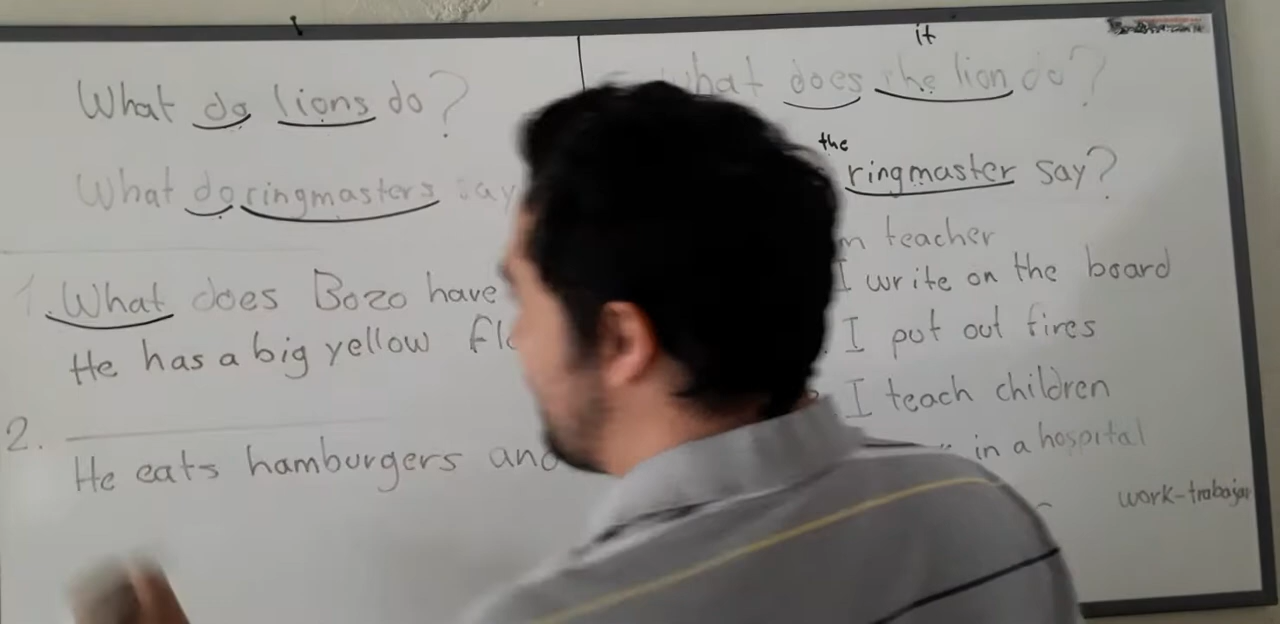 What do lions do?
What do ringmasters say
1. What does Bozo have
He has a big yellow
2.
He eats hamburgers and
it
What does the lion do?
the
ringmaster say?
teacher
I write on the board
I put out fires
I teach children
in a hospital
work-trabajar